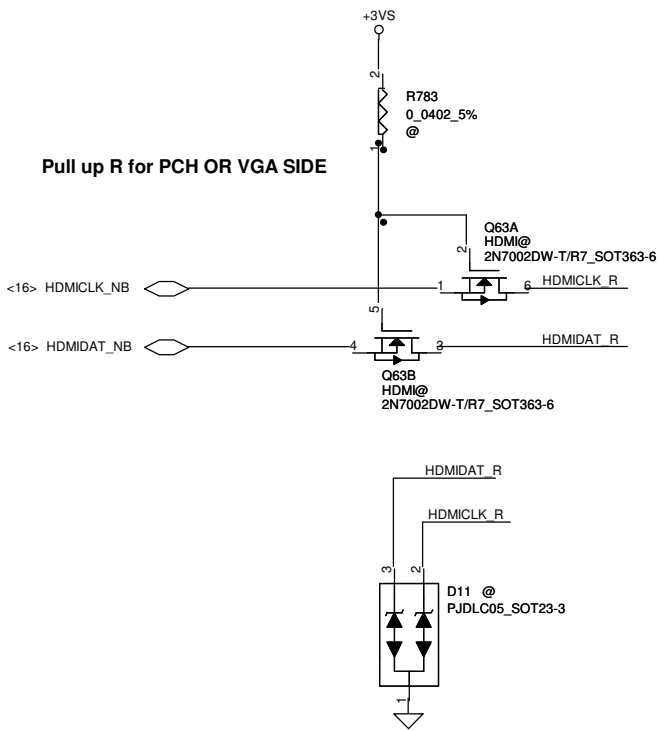 +3VS
2
R783
0_0402_5%
@
1
Pull up R for PCH OR VGA SIDE
Q63A
HDMI@
2N7002DW-T/R7_SOT363-6
2
<16> HDMICLK_NB
1
6
HDMICLK_R
5
<16> HDMIDAT_NB
4
3
HDMIDAT_R
Q63B
HDMI@
2N7002DW-T/R7_SOT363-6
HDMIDAT_R
HDMICLK_R
3
2
D11 @
PJDLC05_SOT23-3
1